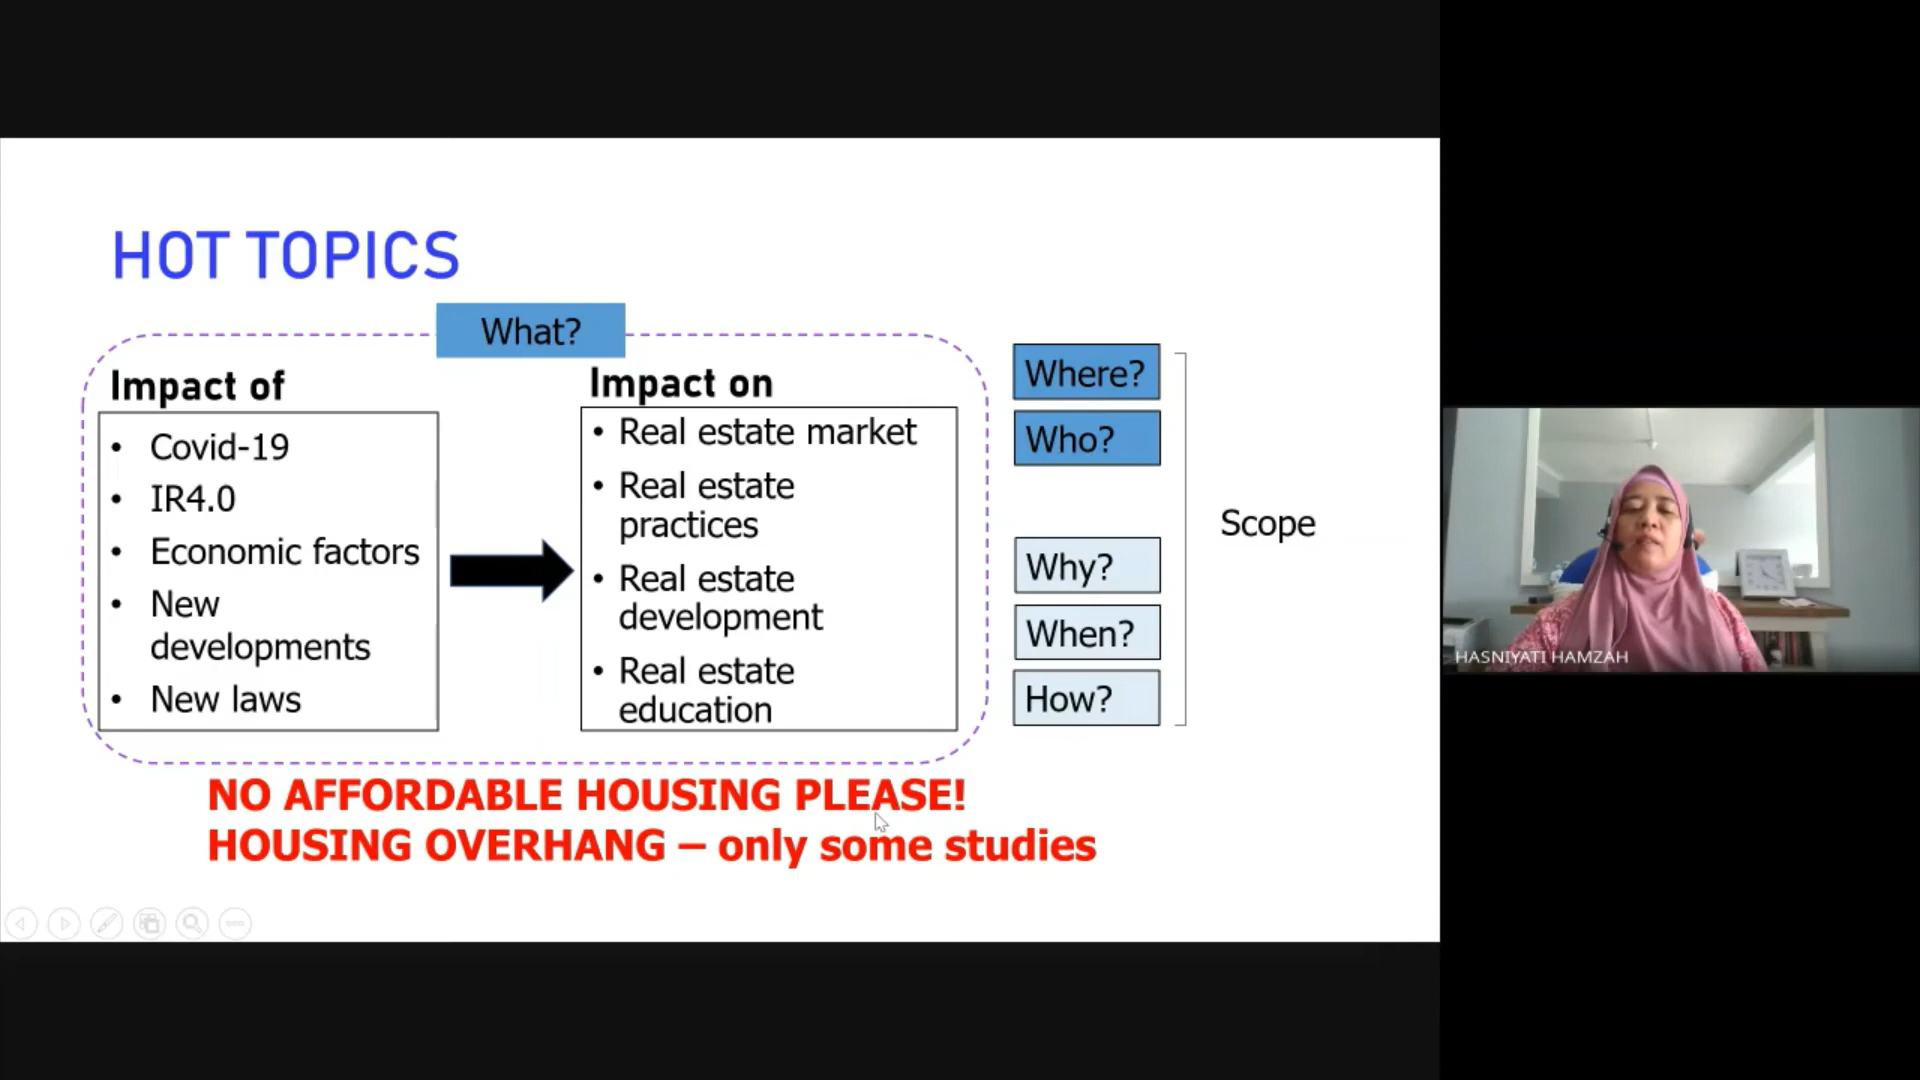 HOT TOPICS
What?
Impact of
• Covid-19
• IR4.0
• Economic factors
• New
developments
• New laws
Impact on
• Real estate market
• Real estate
practices
• Real estate
development
• Real estate
education
Where?
Who?
Why?
When?
How?
Scope
NO AFFORDABLE HOUSING PLEASE!
HOUSING OVERHANG – only some studies
HASNIYATI HAMZAH